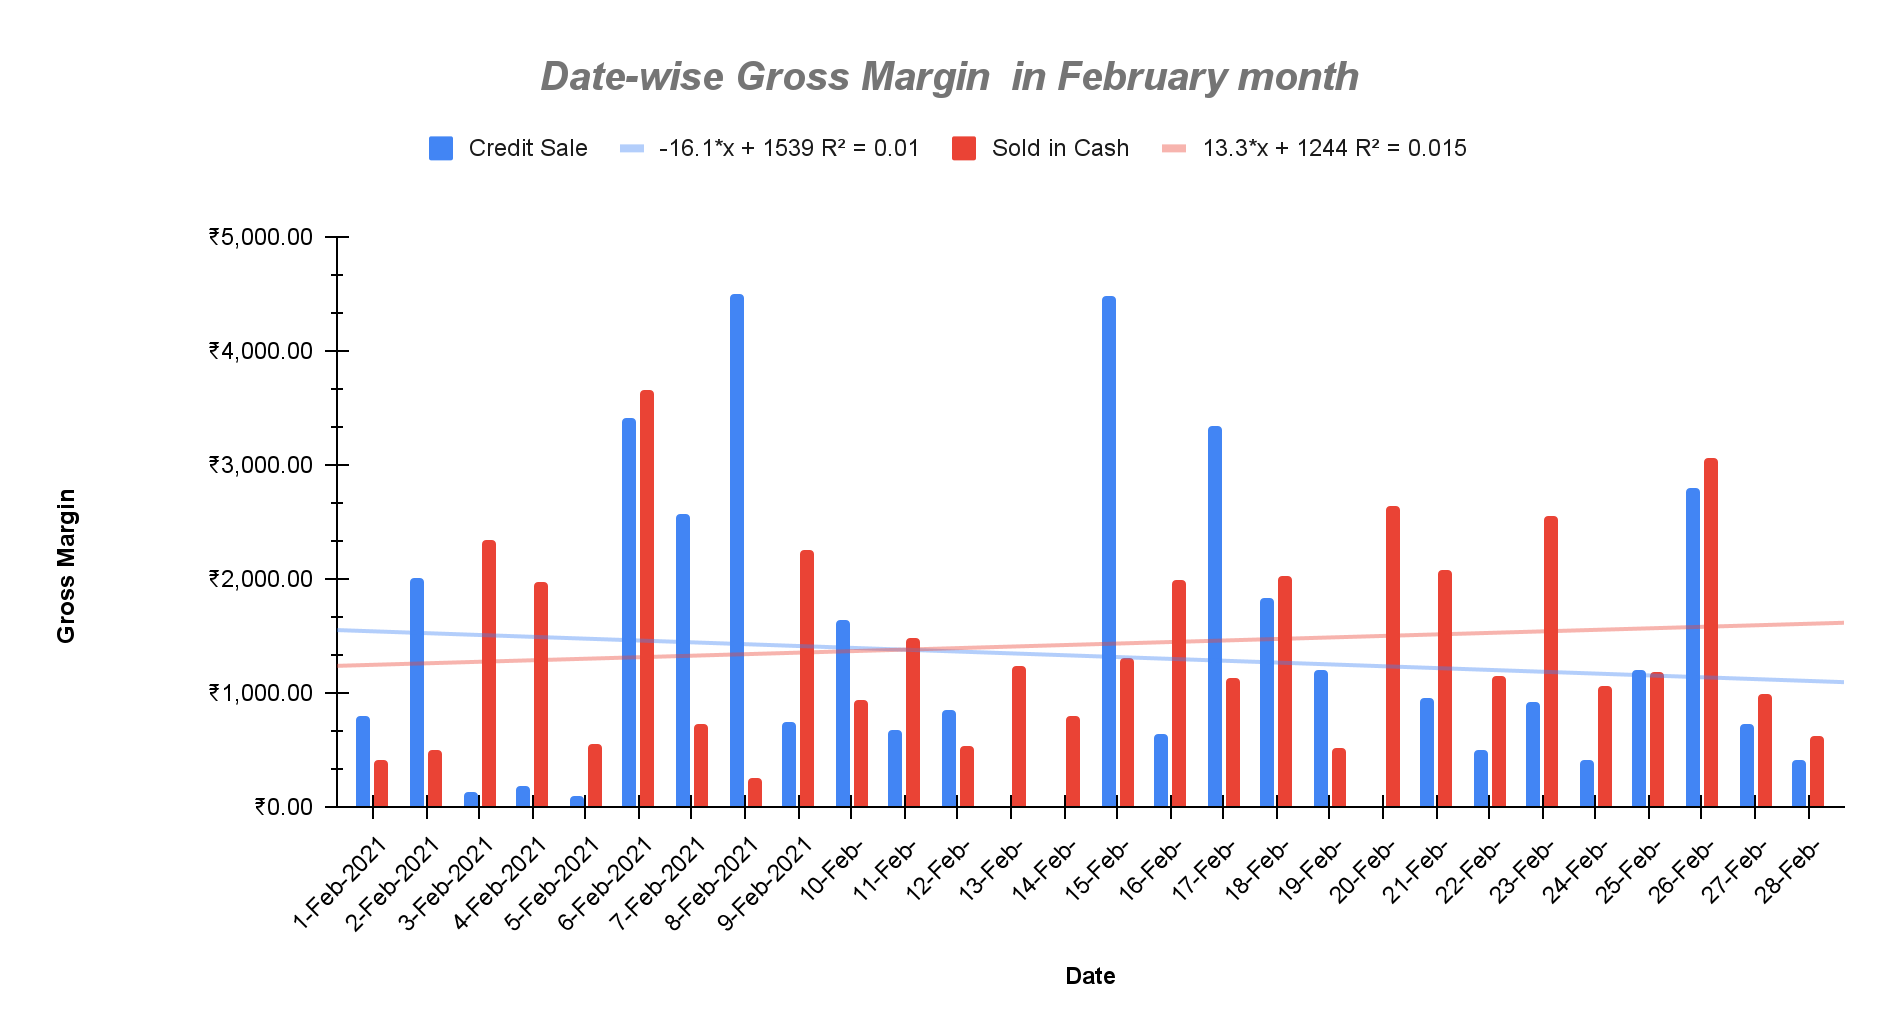 Date-wise Gross Margin  in February month
Credit Sale
-16.1*x + 1539 R² = 0.01
Sold in Cash
13.3*x + 1244 R² = 0.015
₹5,000.00
₹4,000.00
₹3,000.00
₹2,000.00
₹1,000.00
₹0.00
Gross Margin
1-Feb-2021
2-Feb-2021
3-Feb-2021
4-Feb-2021
5-Feb-2021
6-Feb-2021
7-Feb-2021
8-Feb-2021
9-Feb-2021
10-Feb-
11-Feb-
12-Feb-
13-Feb-
14-Feb-
15-Feb-
16-Feb-
17-Feb-
18-Feb-
19-Feb-
20-Feb-
21-Feb-
22-Feb-
23-Feb-
24-Feb-
25-Feb-
26-Feb-
27-Feb-
28-Feb-
Date